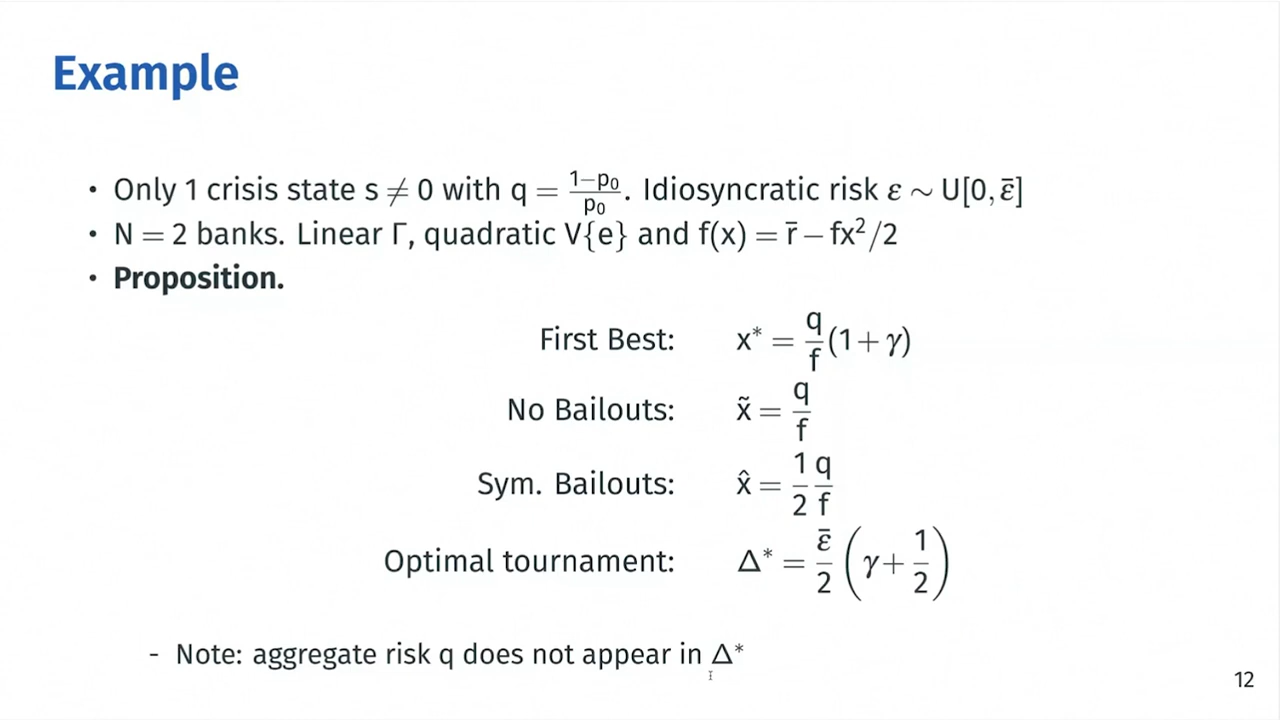 Example
• Only 1 crisis state s ≠ 0 with q = 1−p₀/p₀. Idiosyncratic risk ε ∼ U[0, ε̄]
• N = 2 banks. Linear Γ, quadratic V{e} and f(x) = r̄ − fx²/2
• Proposition.
First Best: x* = q/f (1 + γ)
No Bailouts: x̃ = q/f
Sym. Bailouts: x̂ = 1/2 q/f
Optimal tournament: Δ* = ε̄/2 (γ + 1/2)
- Note: aggregate risk q does not appear in Δ*
12